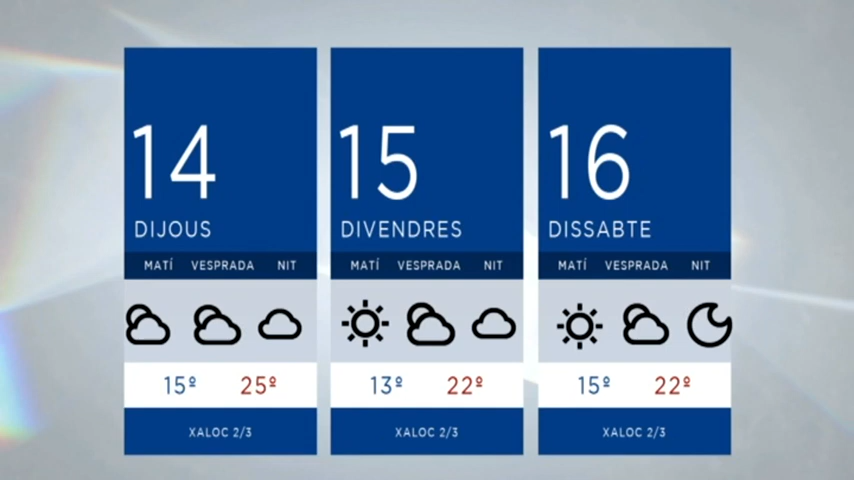 14
DIJOUS
MATÍ VESPRADA NIT
15º 25º
XALOC 2/3
15
DIVENDRES
MATÍ VESPRADA NIT
13º 22º
XALOC 2/3
16
DISSABTE
MATÍ VESPRADA NIT
15º 22º
XALOC 2/3